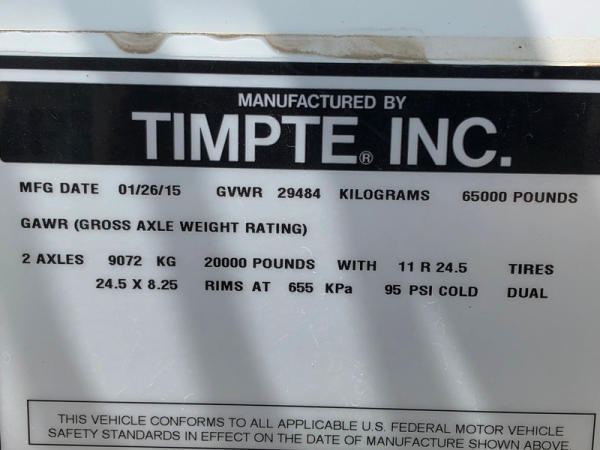 MANUFACTURED BY
TIMPTE® INC.
MFG DATE 01/26/15 GVWR 29484 KILOGRAMS 65000 POUNDS
GAWR (GROSS AXLE WEIGHT RATING)
2 AXLES 9072 KG 20000 POUNDS WITH 11 R 24.5 TIRES
24.5 X 8.25 RIMS AT 655 KPa 95 PSI COLD DUAL
THIS VEHICLE CONFORMS TO ALL APPLICABLE U.S. FEDERAL MOTOR VEHICLE
SAFETY STANDARDS IN EFFECT ON THE DATE OF MANUFACTURE SHOWN ABOVE.